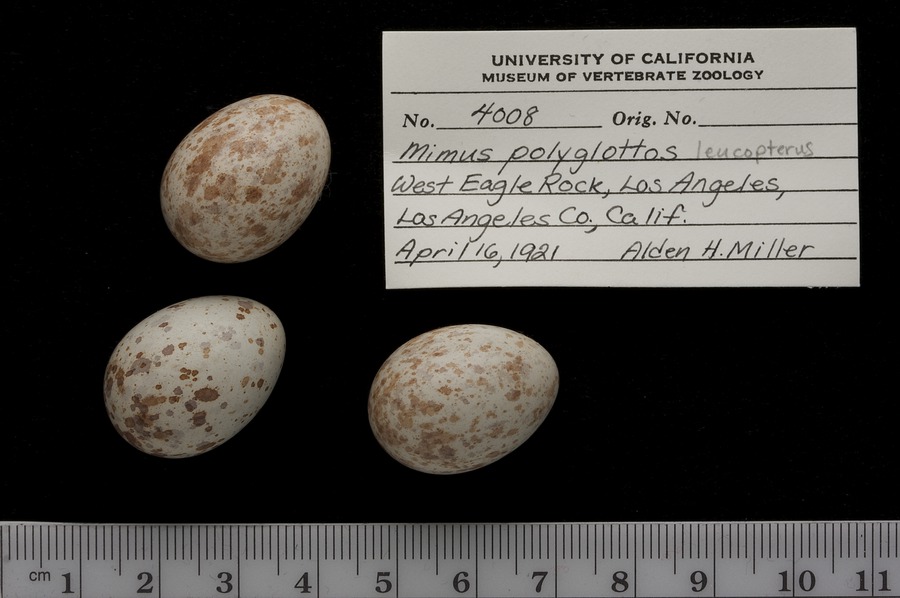 UNIVERSITY OF CALIFORNIA
MUSEUM OF VERTEBRATE ZOOLOGY
No. 4008 Orig. No.
Mimus polyglottos leucopterus
West Eagle Rock, Los Angeles,
Los Angeles Co., Calif.
April 16, 1921 Alden H. Miller
cm 1 2 3 4 5 6 7 8 9 10 11